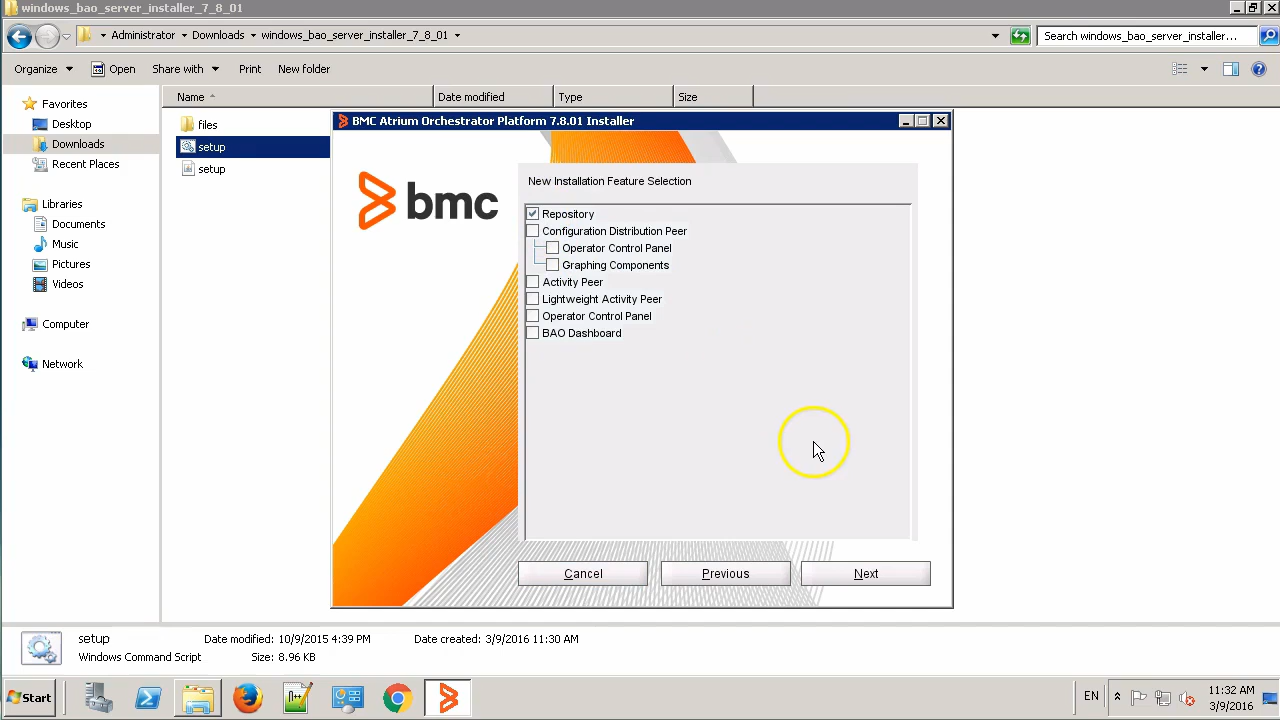 windows_bao_server_installer_7_8_01
Administrator Downloads windows_bao_server_installer_7_8_01
Search windows_bao_server_installer...
Organize Open Share with Print New folder
Name Date modified Type Size
Favorites
Desktop
Downloads
Recent Places
Libraries
Documents
Music
Pictures
Videos
Computer
Network
files
setup
setup
BMC Atrium Orchestrator Platform 7.8.01 Installer
bmc
New Installation Feature Selection
Repository
Configuration Distribution Peer
Operator Control Panel
Graphing Components
Activity Peer
Lightweight Activity Peer
Operator Control Panel
BAO Dashboard
Cancel Previous Next
setup Date modified: 10/9/2015 4:39 PM Date created: 3/9/2016 11:30 AM
Windows Command Script Size: 8.96 KB
Start EN 11:32 AM
3/9/2016